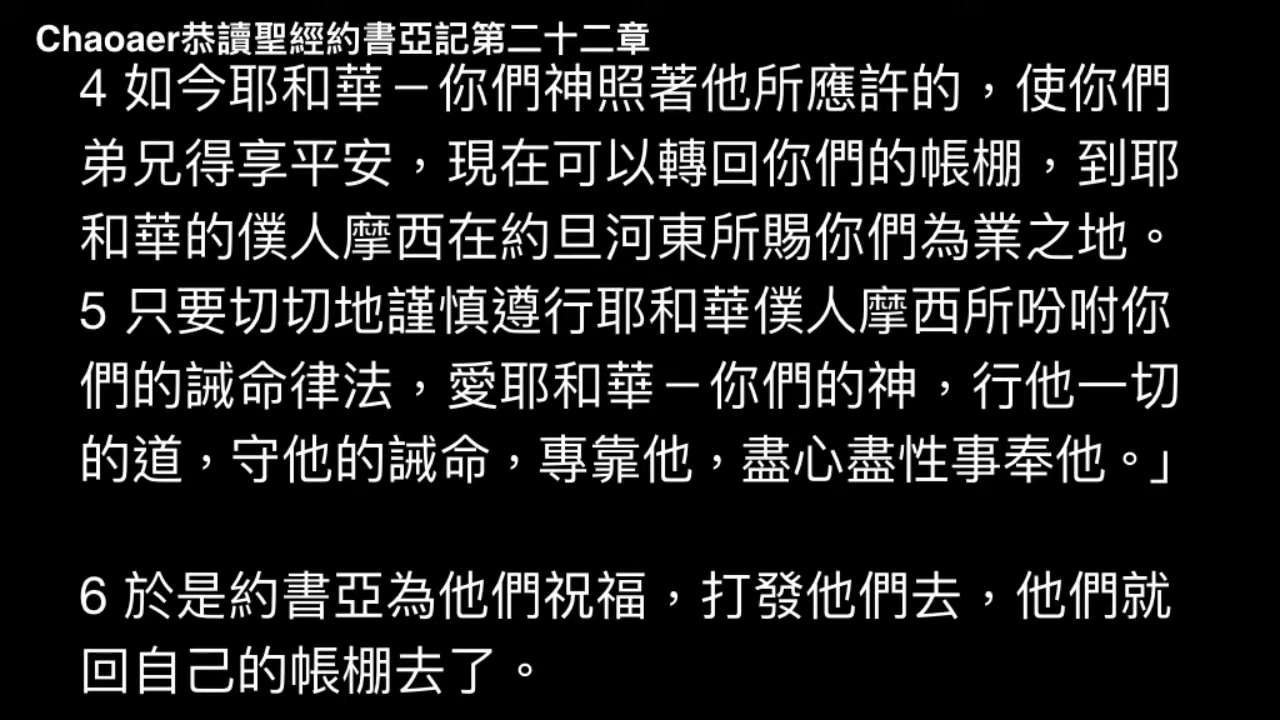 Chaoaer恭讀聖經約書亞記第二十二章
4 如今耶和華－你們神照著他所應許的，使你們
弟兄得享平安，現在可以轉回你們的帳棚，到耶
和華的僕人摩西在約旦河東所賜你們為業之地。
5 只要切切地謹慎遵行耶和華僕人摩西所吩咐你
們的誡命律法，愛耶和華－你們的神，行他一切
的道，守他的誡命，專靠他，盡心盡性事奉他。」
6 於是約書亞為他們祝福，打發他們去，他們就
回自己的帳棚去了。